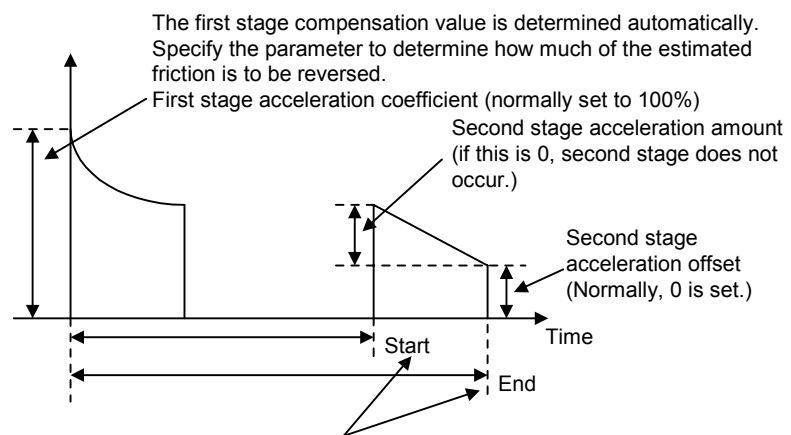 The first stage compensation value is determined automatically.
Specify the parameter to determine how much of the estimated
friction is to be reversed.
First stage acceleration coefficient (normally set to 100%)
Second stage acceleration amount
(if this is 0, second stage does not
occur.)
Second stage
acceleration offset
(Normally, 0 is set.)
Time
Start
End